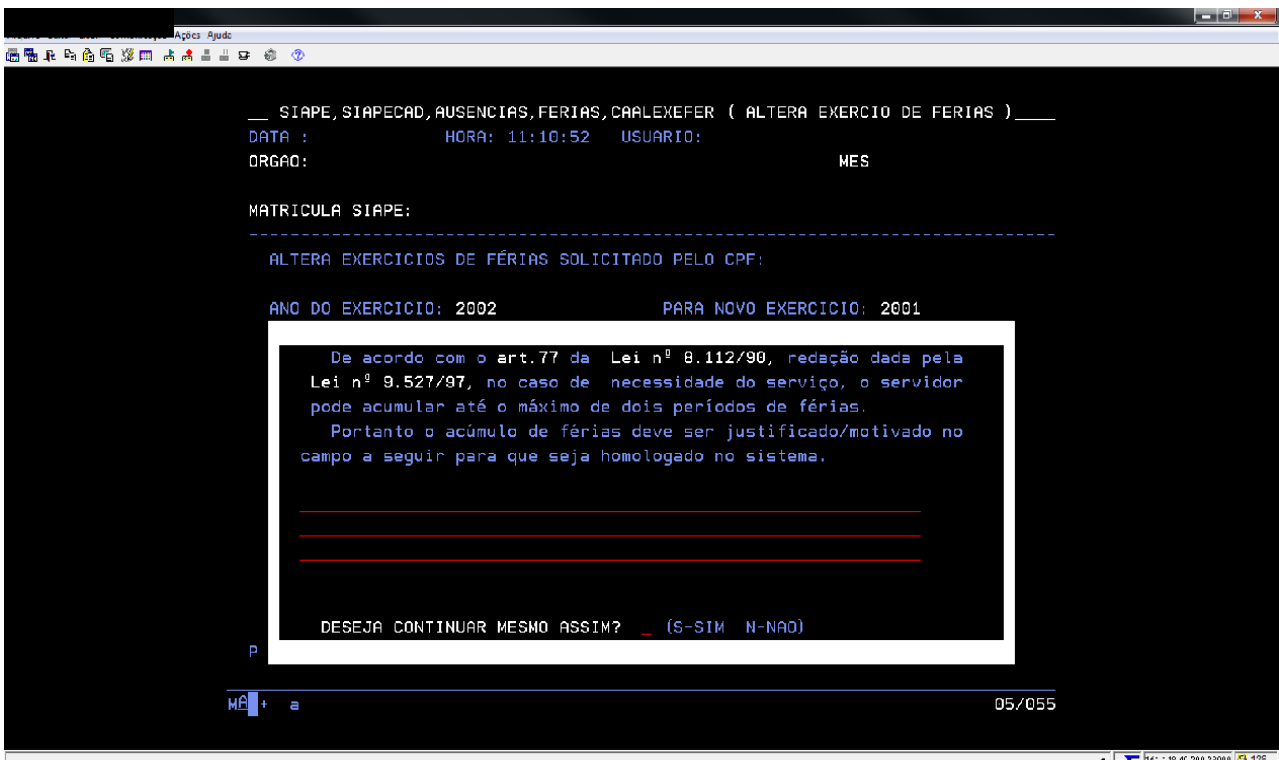 Ações Ajuda
__ SIAPE,SIAPECAD,AUSENCIAS,FERIAS,CAALEXEFER ( ALTERA EXERCIO DE FERIAS )____
DATA : HORA: 11:10:52 USUARIO:
ORGAO: MES
MATRICULA SIAPE:
ALTERA EXERCICIOS DE FÉRIAS SOLICITADO PELO CPF:
ANO DO EXERCICIO: 2002 PARA NOVO EXERCICIO: 2001
De acordo com o art.77 da Lei nº 8.112/90, redação dada pela
Lei nº 9.527/97, no caso de necessidade do serviço, o servidor
pode acumular até o máximo de dois períodos de férias.
Portanto o acúmulo de férias deve ser justificado/motivado no
campo a seguir para que seja homologado no sistema.
DESEJA CONTINUAR MESMO ASSIM? _ (S-SIM N-NAO)
P
MA + a 05/055